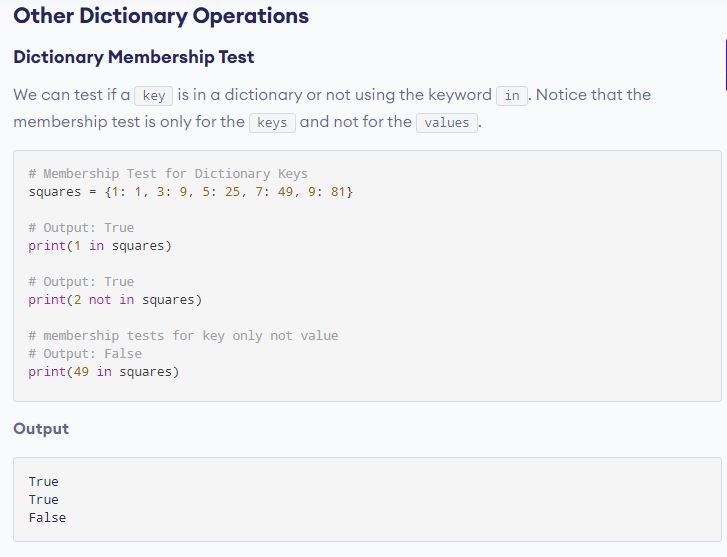 Other Dictionary Operations
Dictionary Membership Test
We can test if a key is in a dictionary or not using the keyword in . Notice that the
membership test is only for the keys and not for the values .
# Membership Test for Dictionary Keys
squares = {1: 1, 3: 9, 5: 25, 7: 49, 9: 81}
# Output: True
print(1 in squares)
# Output: True
print(2 not in squares)
# membership tests for key only not value
# Output: False
print(49 in squares)
Output
True
True
False